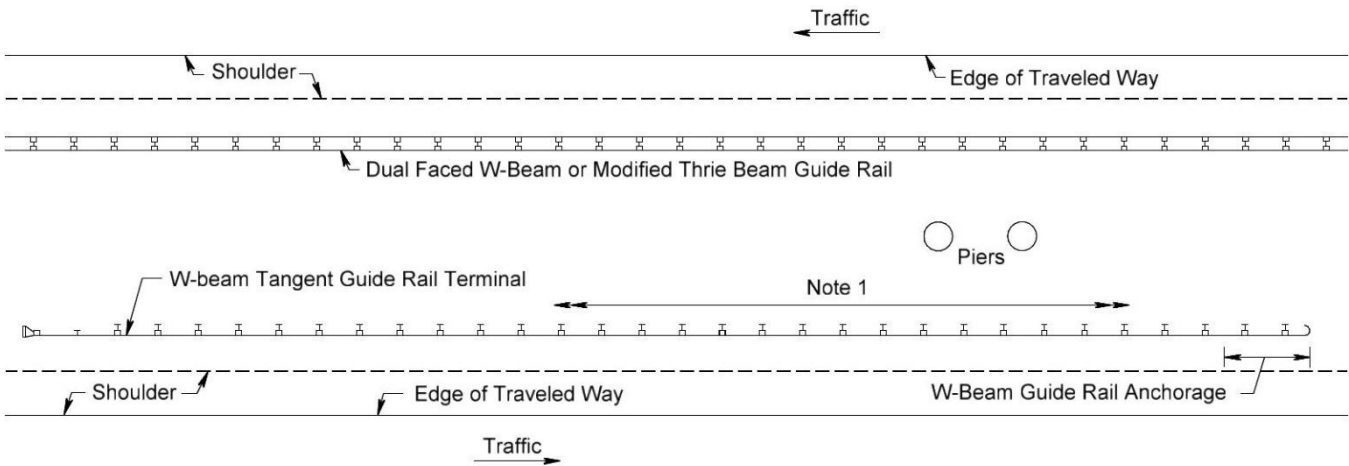 Traffic
Shoulder
Edge of Traveled Way
Dual Faced W-Beam or Modified Thrie Beam Guide Rail
Piers
W-beam Tangent Guide Rail Terminal
Note 1
Shoulder
Edge of Traveled Way
W-Beam Guide Rail Anchorage
Traffic